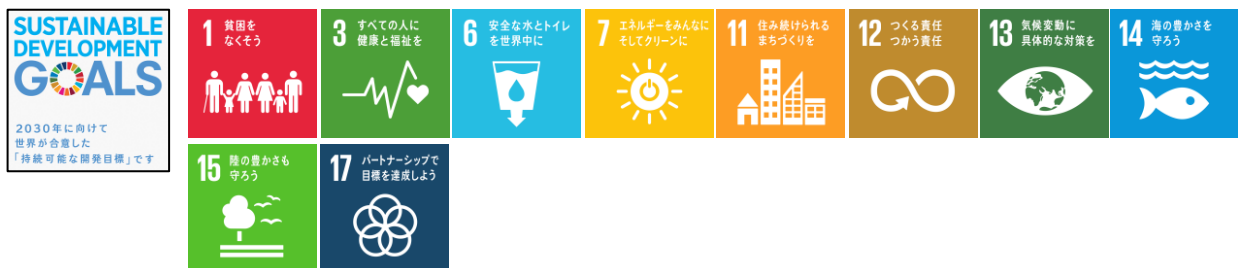 SUSTAINABLE
DEVELOPMENT
GOALS
2030年に向けて
世界が合意した
「持続可能な開発目標」です
1 貧困を
なくそう
3 すべての人に
健康と福祉を
6 安全な水とトイレ
を世界中に
7 エネルギーをみんなに
そしてクリーンに
11 住み続けられる
まちづくりを
12 つくる責任
つかう責任
13 気候変動に
具体的な対策を
14 海の豊かさを
守ろう
15 陸の豊かさも
守ろう
17 パートナーシップで
目標を達成しよう